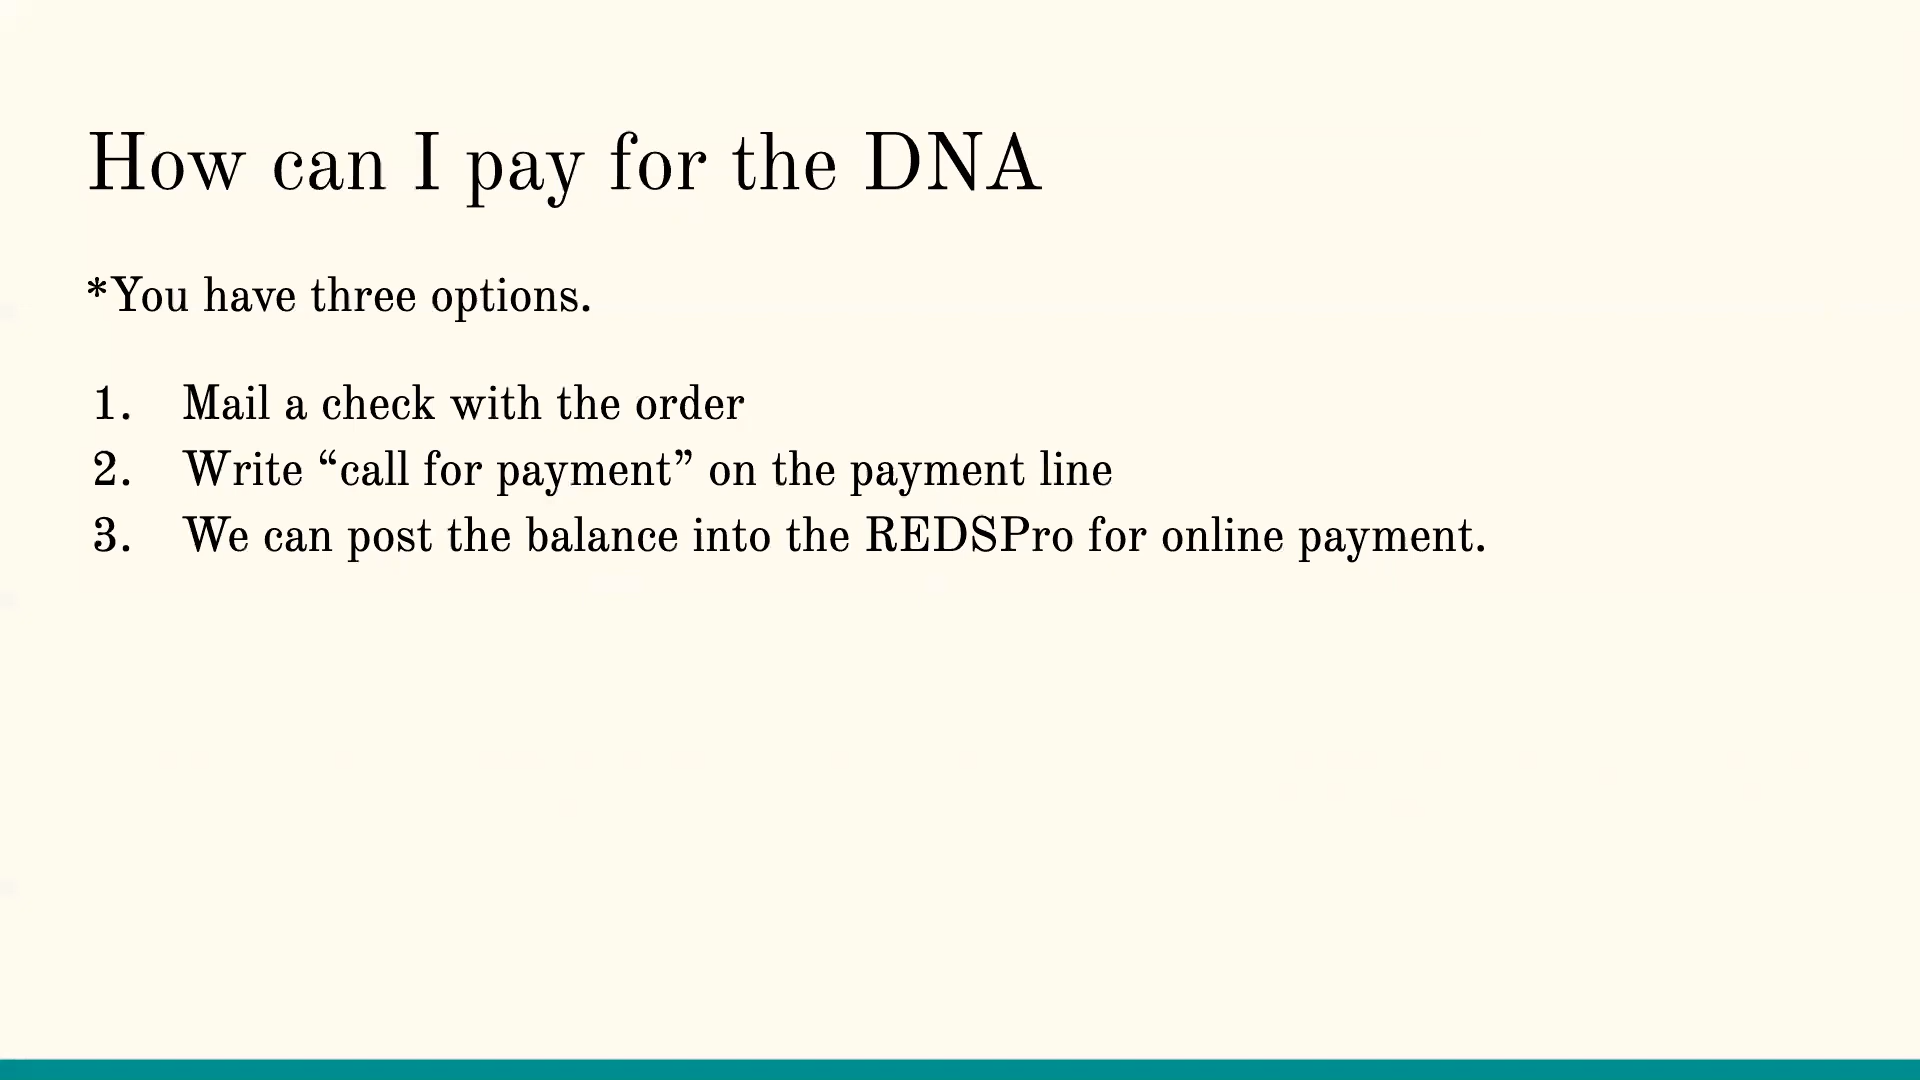 How can I pay for the DNA
*You have three options.
1. Mail a check with the order
2. Write “call for payment” on the payment line
3. We can post the balance into the REDSPro for online payment.